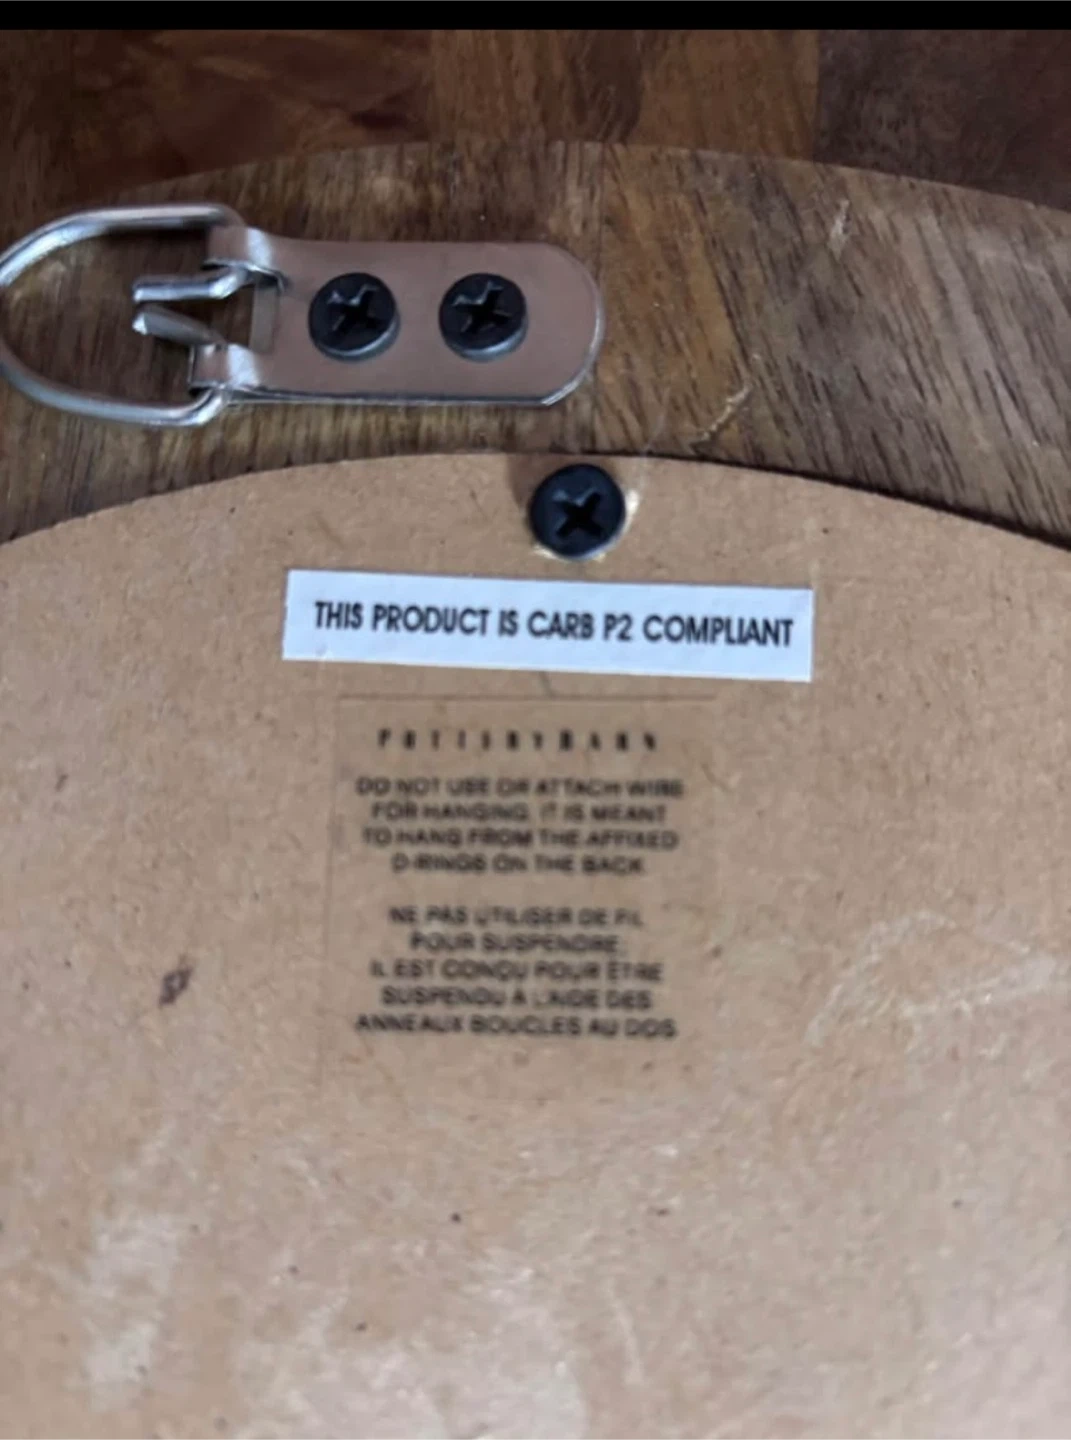 THIS PRODUCT IS CARB P2 COMPLIANT
POTTERYBARN
DO NOT USE OR ATTACH WIRE
FOR HANGING. IT IS MEANT
TO HANG FROM THE AFFIXED
D-RINGS ON THE BACK
NE PAS UTILISER DE FIL
POUR SUSPENDRE;
IL EST CONÇU POUR ÊTRE
SUSPENDU À L'AIDE DES
ANNEAUX BOUCLES AU DOS